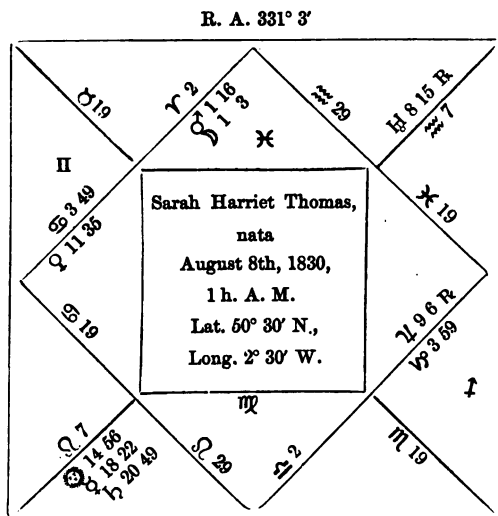 R. A. 331° 3′
♉ 19
♈ 2
♂ 1 16
☽ 1 3
♓
♒ 29
♅ 8 15 ℞
♒ 7
♊
♋ 3 49
♀ 11 35
♓ 19
Sarah Harriet Thomas,
nata
August 8th, 1830,
1 h. A. M.
Lat. 50° 30′ N.,
Long. 2° 30′ W.
♋ 19
♃ 9 6 ℞
♑ 3 59
♐
♍
♌ 7
☉ 14 56
☿ 18 22
♄ 20 49
♌ 29
♎ 2
♏ 19